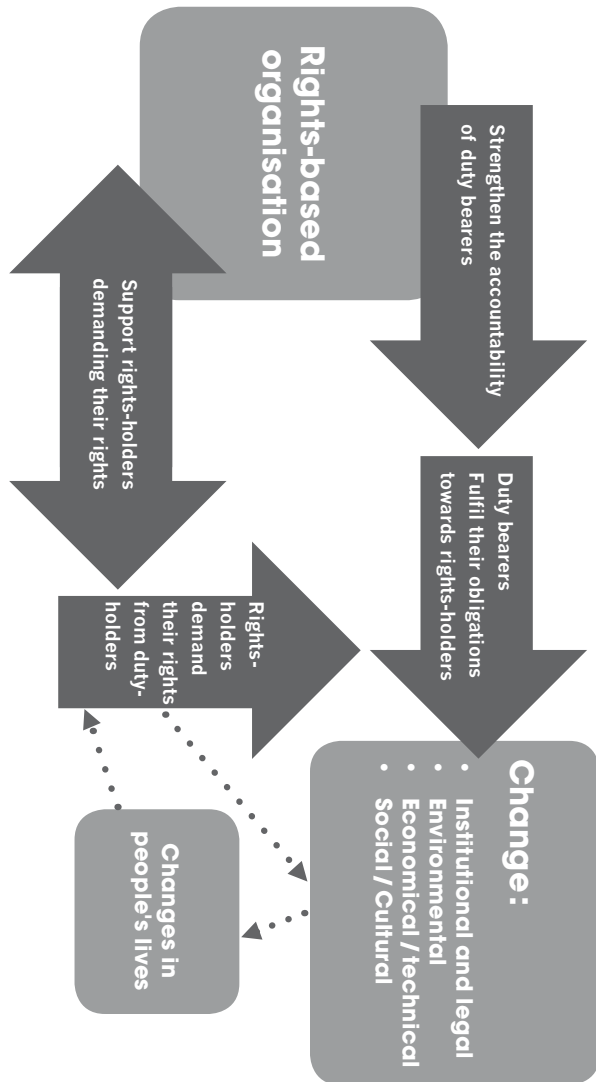 Rights-based
organisation
Strengthen the accountability
of duty bearers
Duty bearers
Fulfil their obligations
towards rights-holders
Change:
• Institutional and legal
• Environmental
• Economical / technical
• Social / Cultural
Support rights-holders
demanding their rights
Rights-
holders
demand
their rights
from duty-
holders
Changes in
people's lives